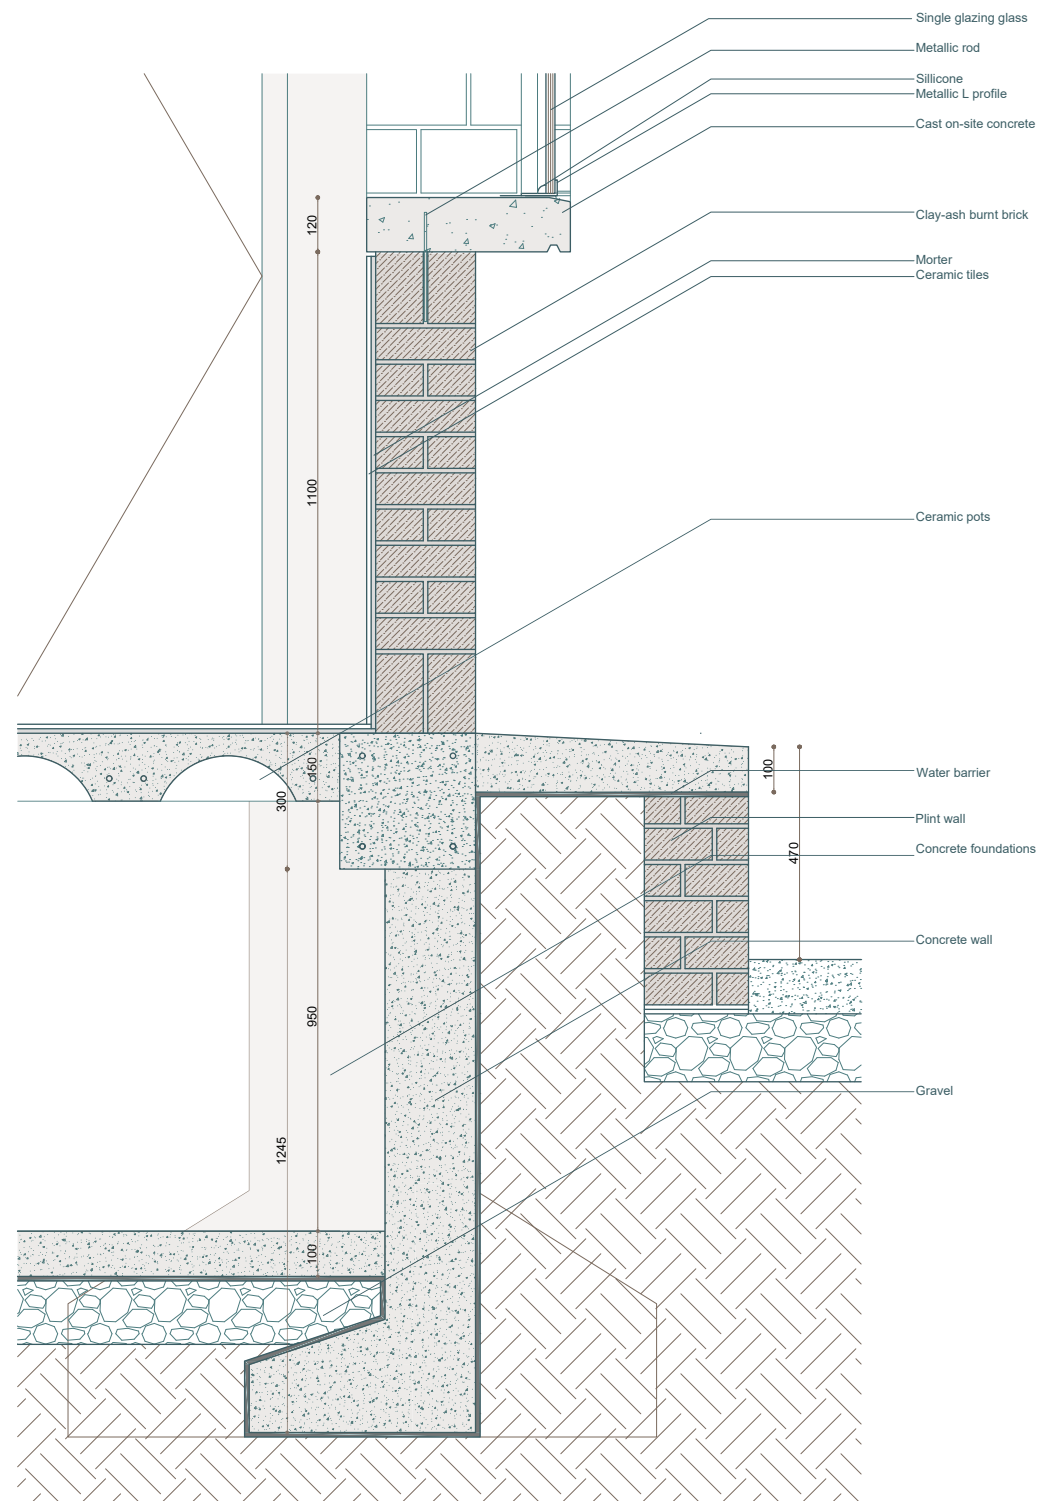 Single glazing glass
Metallic rod
Sillicone
Metallic L profile
Cast on-site concrete
120
Clay-ash burnt brick
Morter
Ceramic tiles
1100
Ceramic pots
150
100
Water barrier
300
Plint wall
Concrete foundations
470
Concrete wall
950
Gravel
1245
100